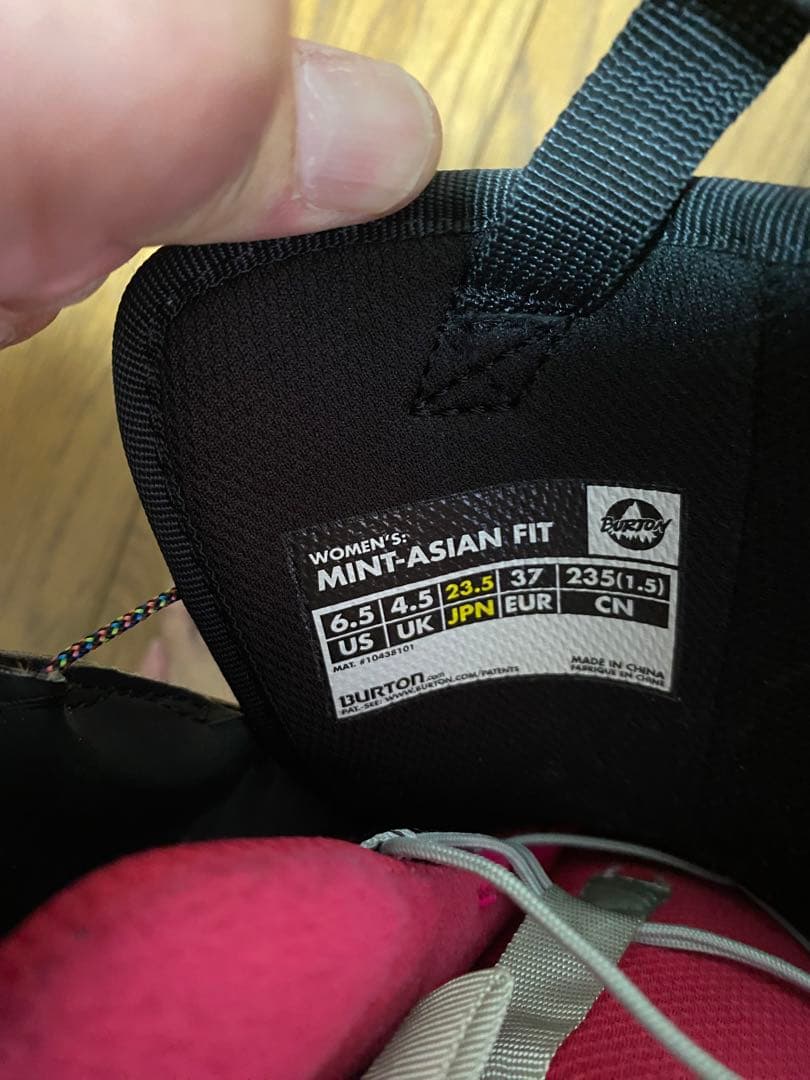 WOMEN'S:
MINT-ASIAN FIT
BURTON
6.5 4.5 23.5 37 235(1.5)
US UK JPN EUR CN
MAT. #10438101
BURTON.com
PAT.-SEE: WWW.BURTON.COM/PATENTS
MADE IN CHINA
FABRIQUE EN CHINE